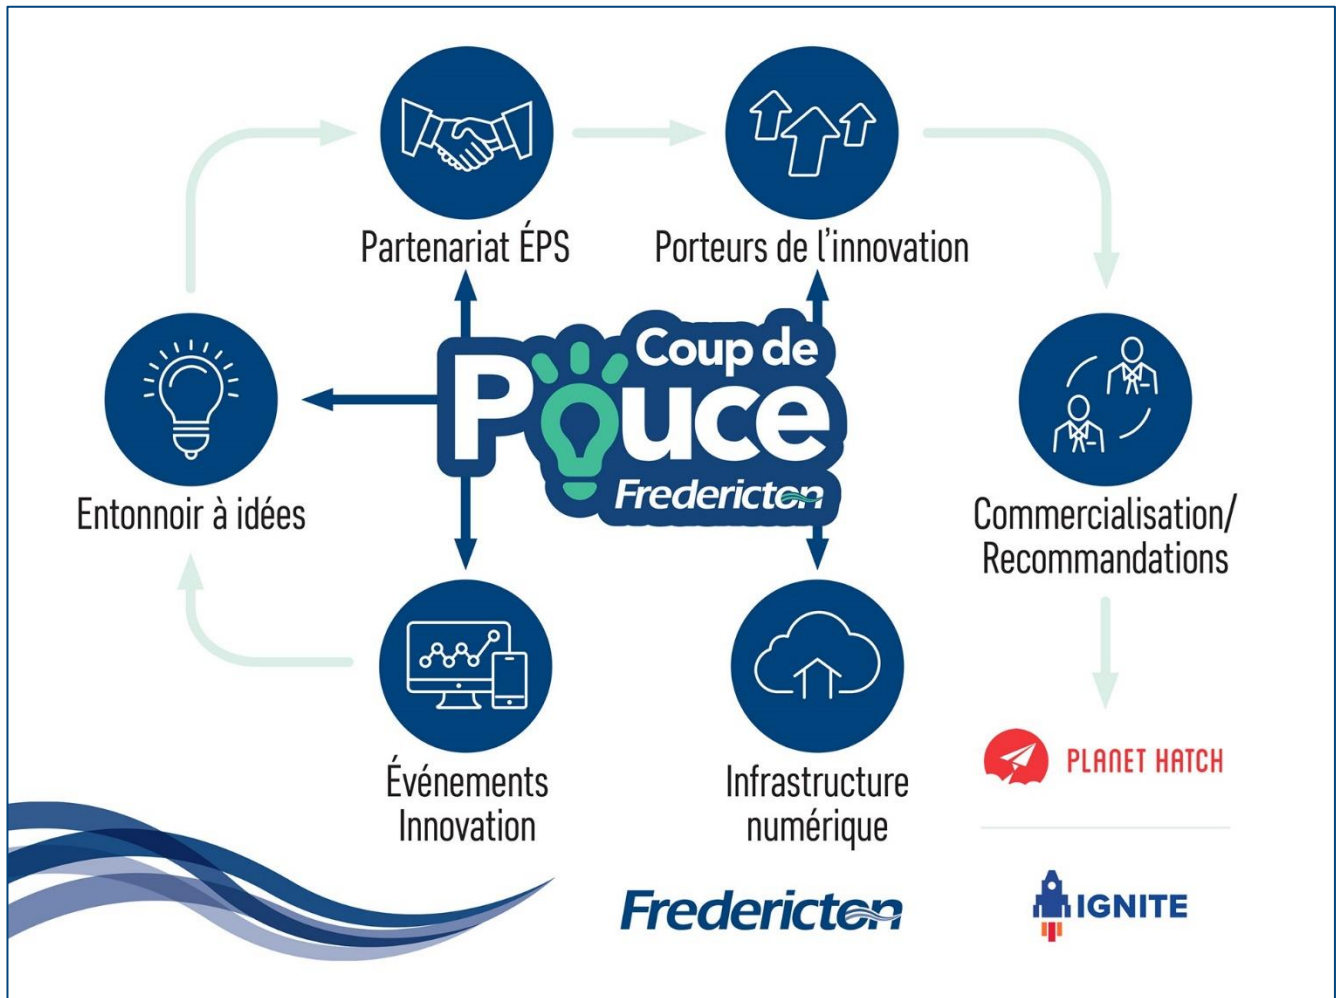 Partenariat ÉPS
Porteurs de l'innovation
Coup de
Pouce
Fredericton
Entonnoir à idées
Commercialisation/
Recommandations
Événements
Innovation
Infrastructure
numérique
PLANET HATCH
Fredericton
IGNITE